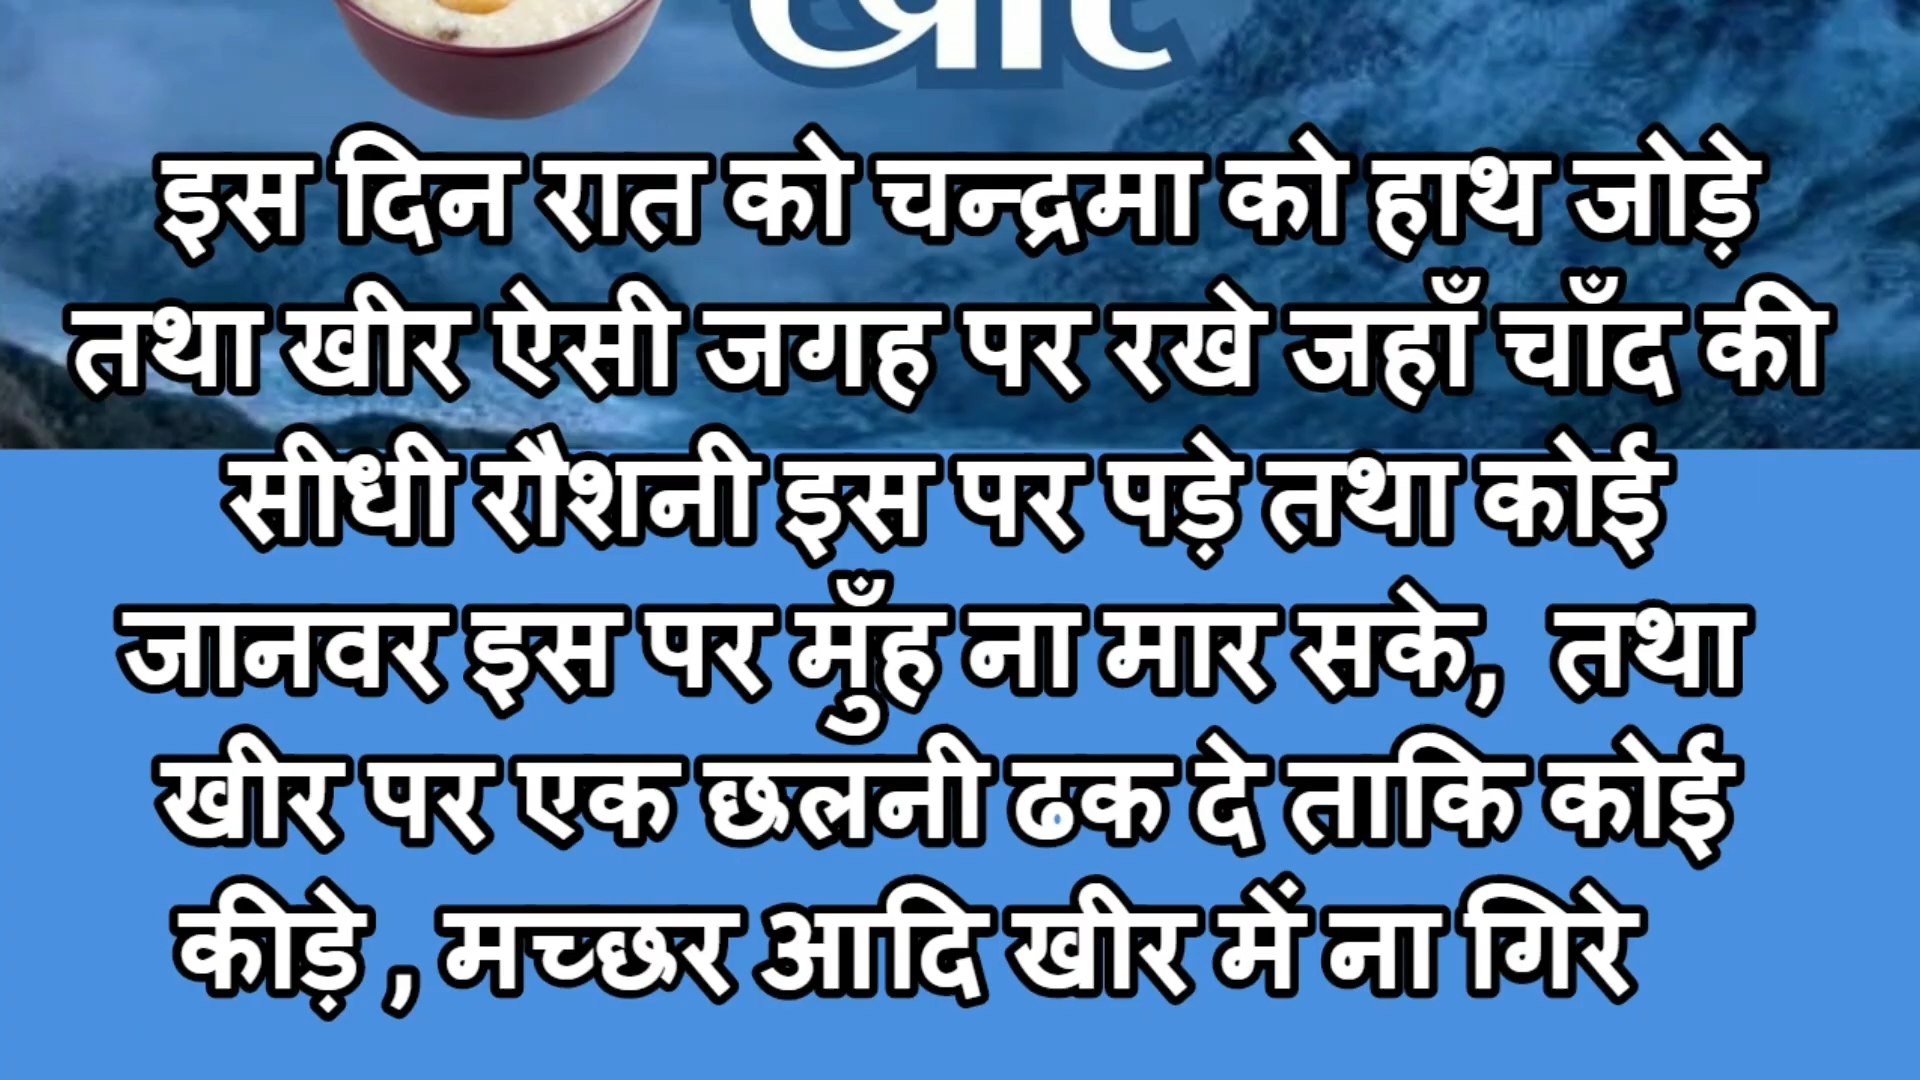 इस दिन रात को चन्द्रमा को हाथ जोड़े
तथा खीर ऐसी जगह पर रखे जहाँ चाँद की
सीधी रौशनी इस पर पड़े तथा कोई
जानवर इस पर मुँह ना मार सके, तथा
खीर पर एक छलनी ढक दे ताकि कोई
कीड़े , मच्छर आदि खीर में ना गिरे